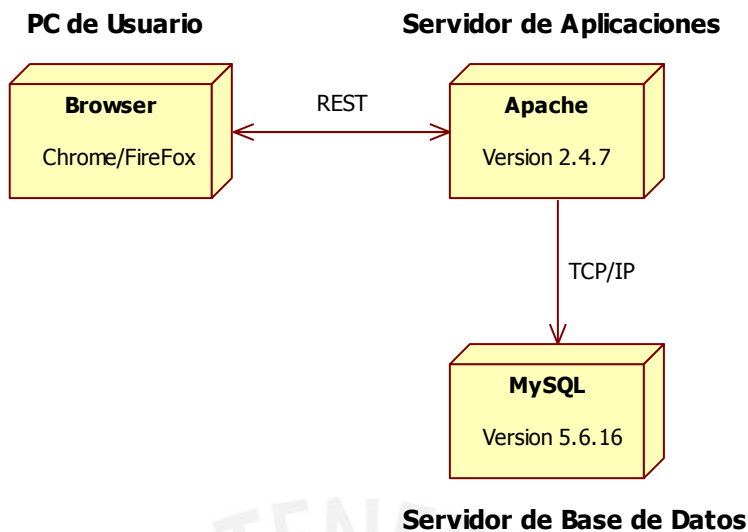 PC de Usuario
Servidor de Aplicaciones
Browser
Chrome/FireFox
REST
Apache
Version 2.4.7
TCP/IP
MySQL
Version 5.6.16
Servidor de Base de Datos